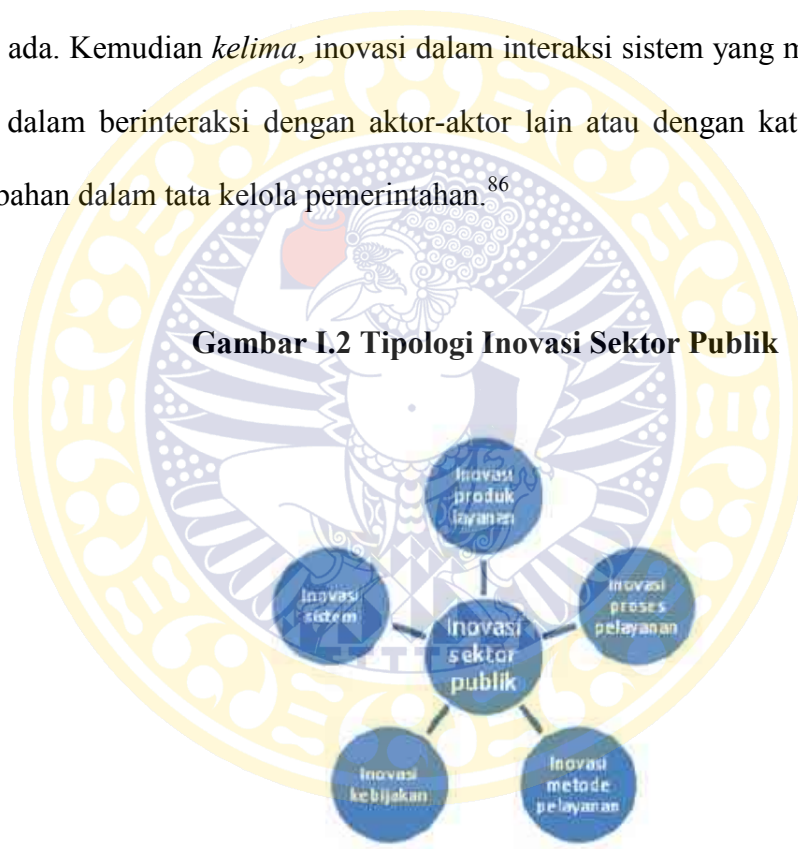 ada. Kemudian kelima, inovasi dalam interaksi sistem yang
dalam berinteraksi dengan aktor-aktor lain atau dengan
dalam tata kelola pemerintahan.86
Gambar I.2 Tipologi Inovasi Sektor Publik
Inovasi
produk
layanan
Inovasi
sistem
Inovasi
proses
pelayanan
Inovasi
sektor
publik
Inovasi
kebijakan
Inovasi
metode
pelayanan